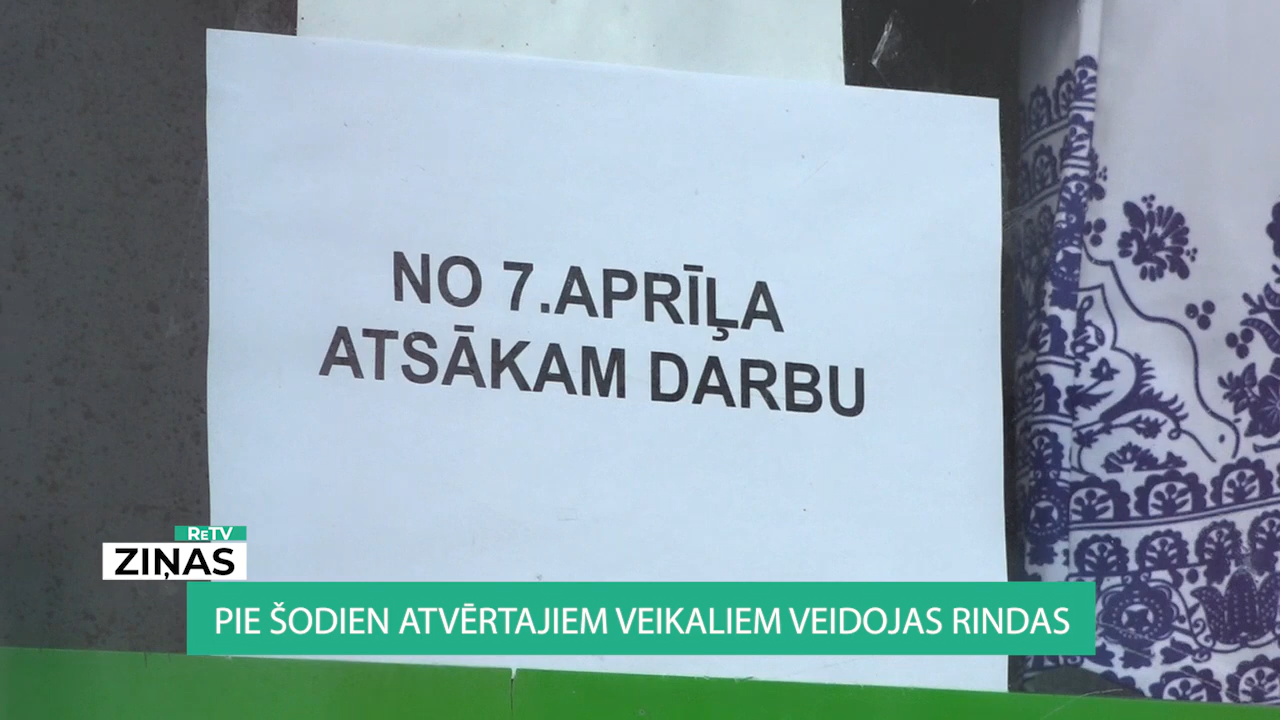 NO 7.APRĪĻA
ATSĀKAM DARBU
ReTV
ZIŅAS
PIE ŠODIEN ATVĒRTAJIEM VEIKALIEM VEIDOJAS RINDAS